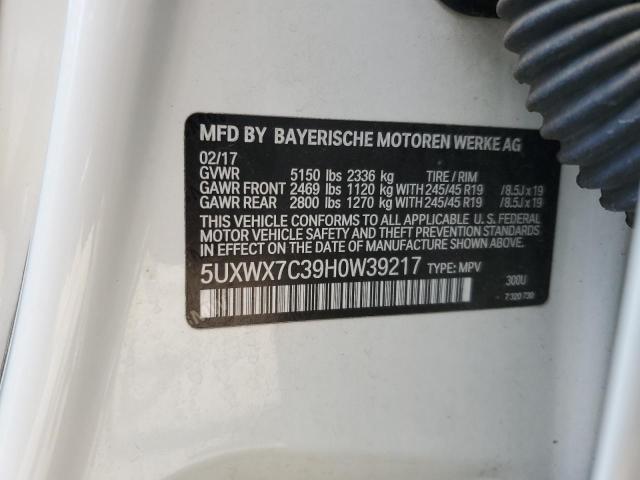 MFD BY BAYERISCHE MOTOREN WERKE AG
02/17
GVWR 5150 lbs 2336 kg TIRE / RIM
GAWR FRONT 2469 lbs 1120 kg WITH 245/45 R19 /8.5J x 19
GAWR REAR 2800 lbs 1270 kg WITH 245/45 R19 /8.5J x 19
THIS VEHICLE CONFORMS TO ALL APPLICABLE U. S. FEDERAL
MOTOR VEHICLE SAFETY AND THEFT PREVENTION STANDARDS
IN EFFECT ON THE DATE OF MANUFACTURE SHOWN ABOVE.
5UXWX7C39H0W39217 TYPE: MPV
300U
7 320 730